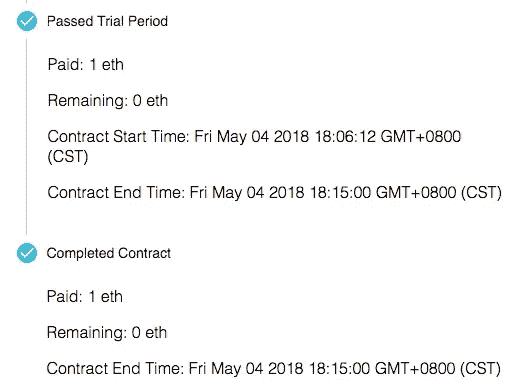 Passed Trial Period
Paid: 1 eth
Remaining: 0 eth
Contract Start Time: Fri May 04 2018 18:06:12 GMT+0800
(CST)
Contract End Time: Fri May 04 2018 18:15:00 GMT+0800 (CST)
Completed Contract
Paid: 1 eth
Remaining: 0 eth
Contract End Time: Fri May 04 2018 18:15:00 GMT+0800 (CST)